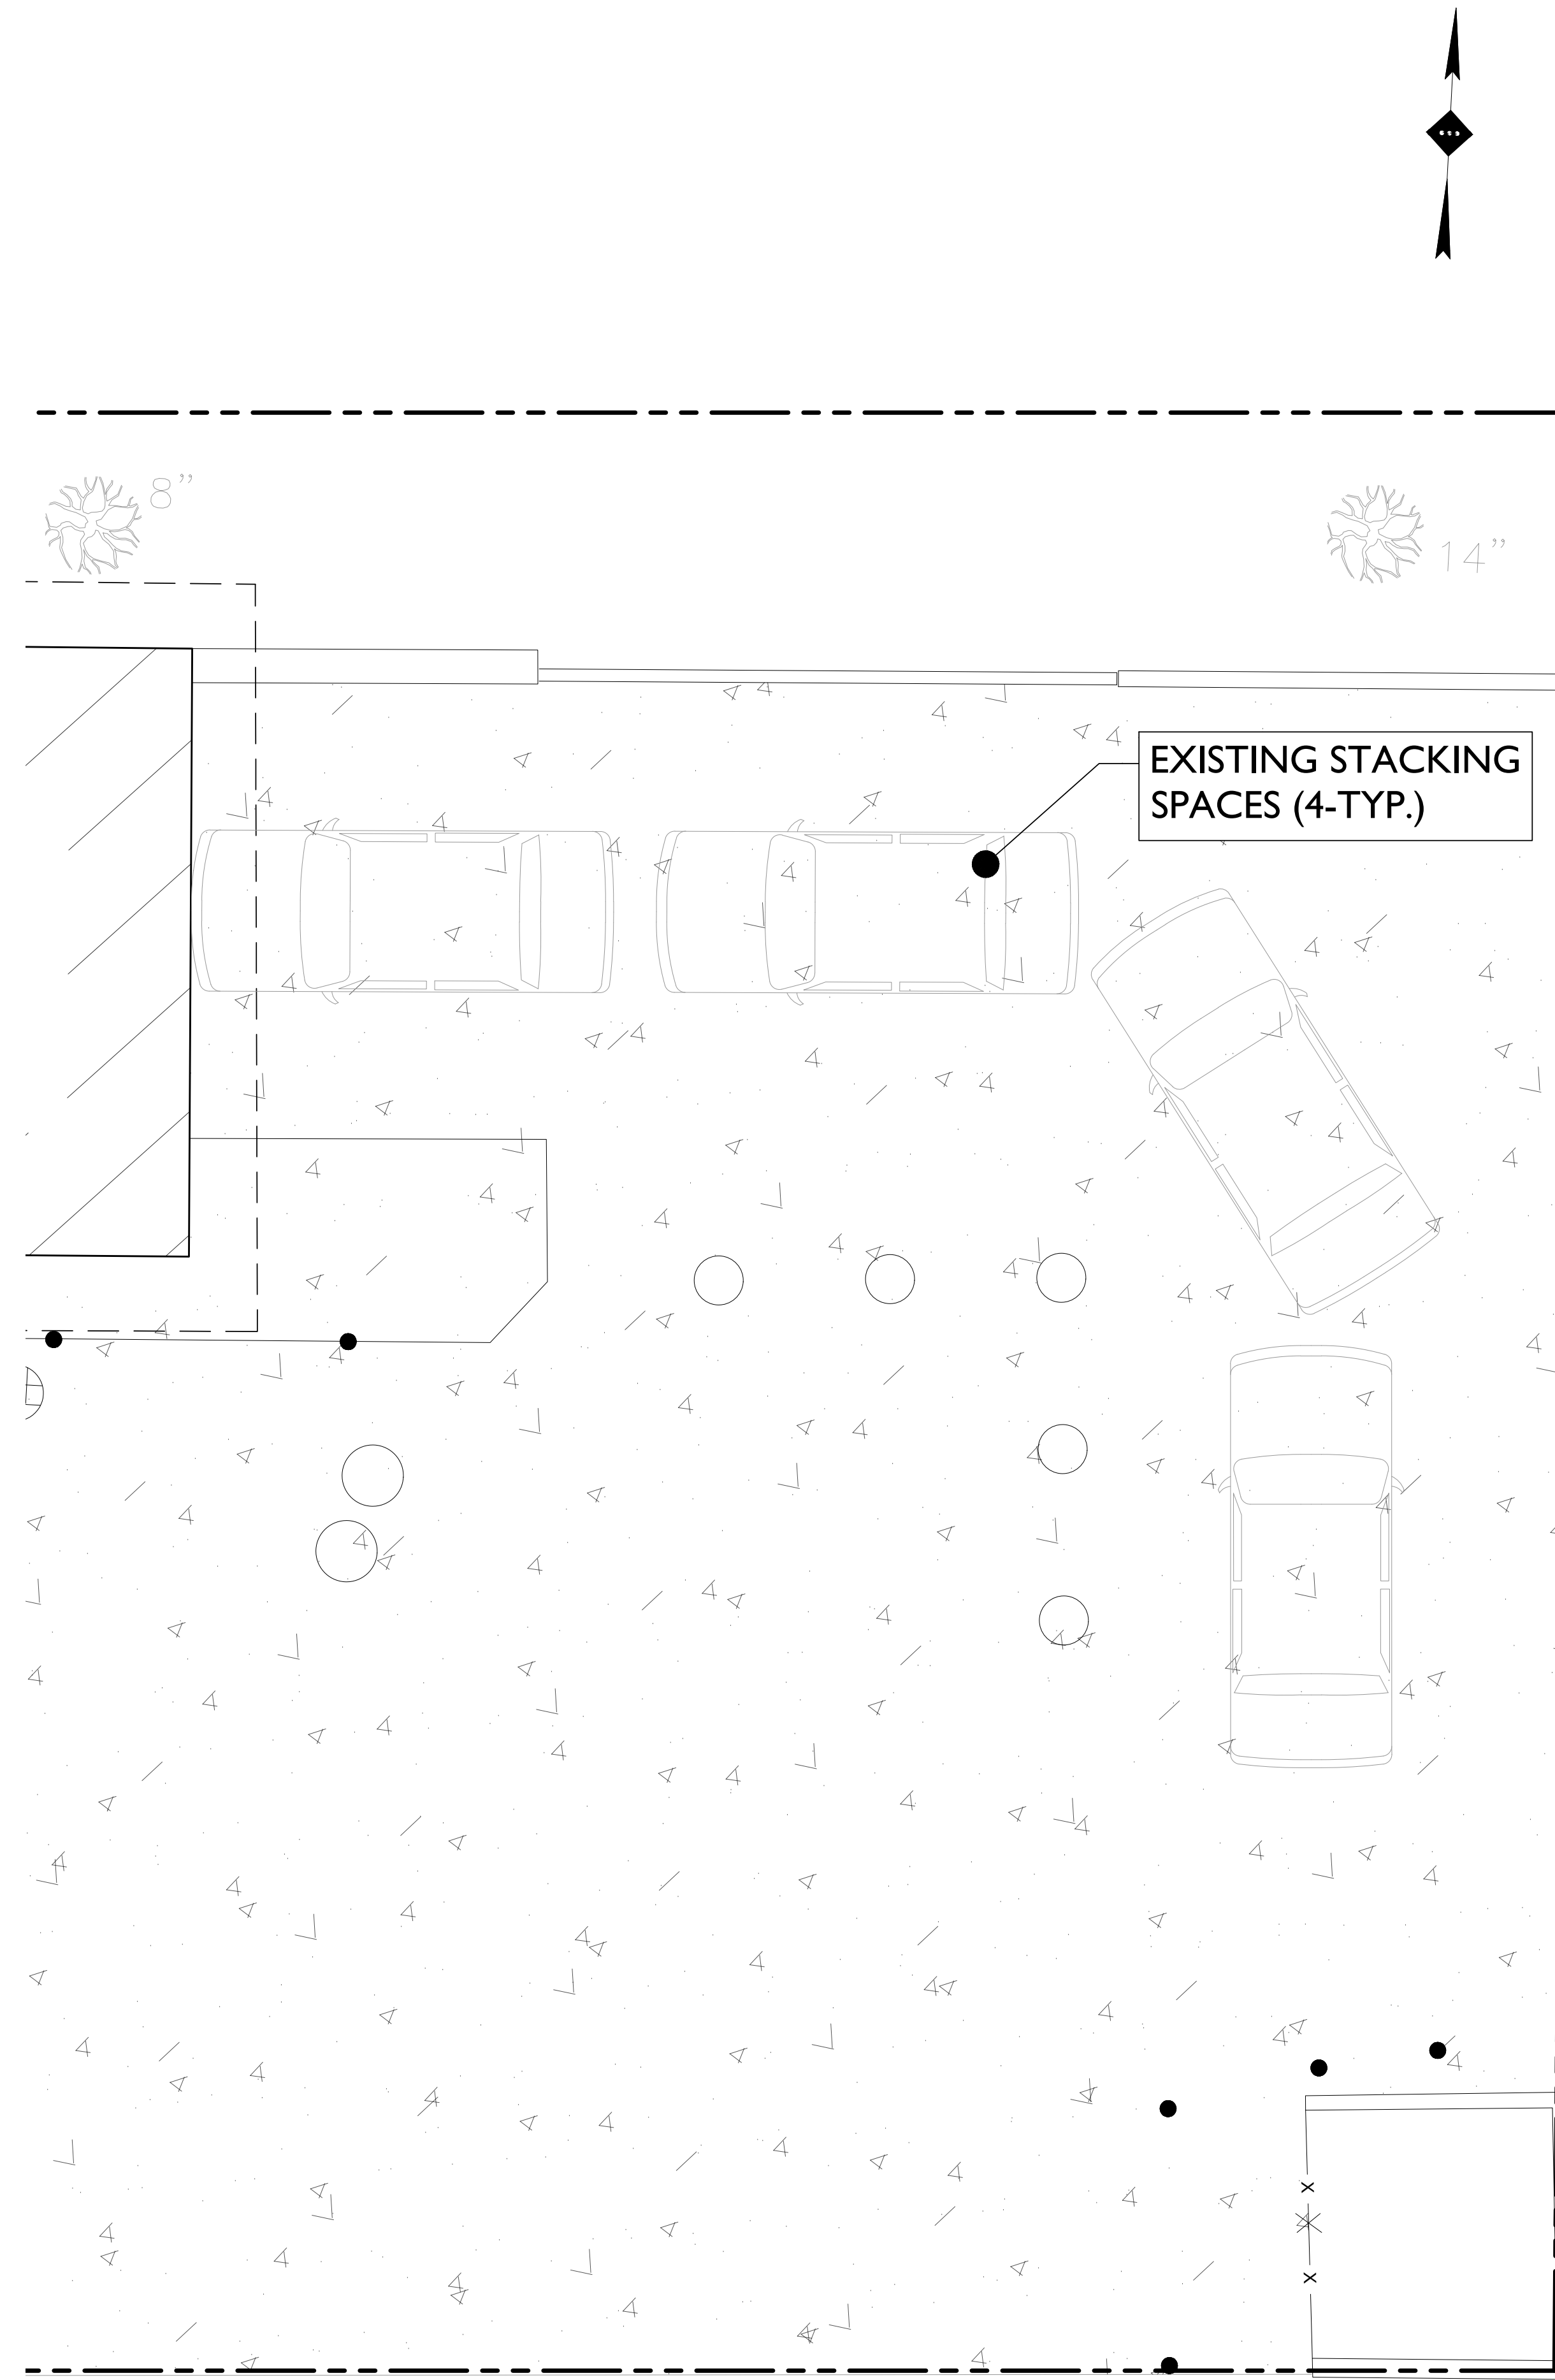 8”
14”
EXISTING STACKING
SPACES (4-TYP.)
x
x